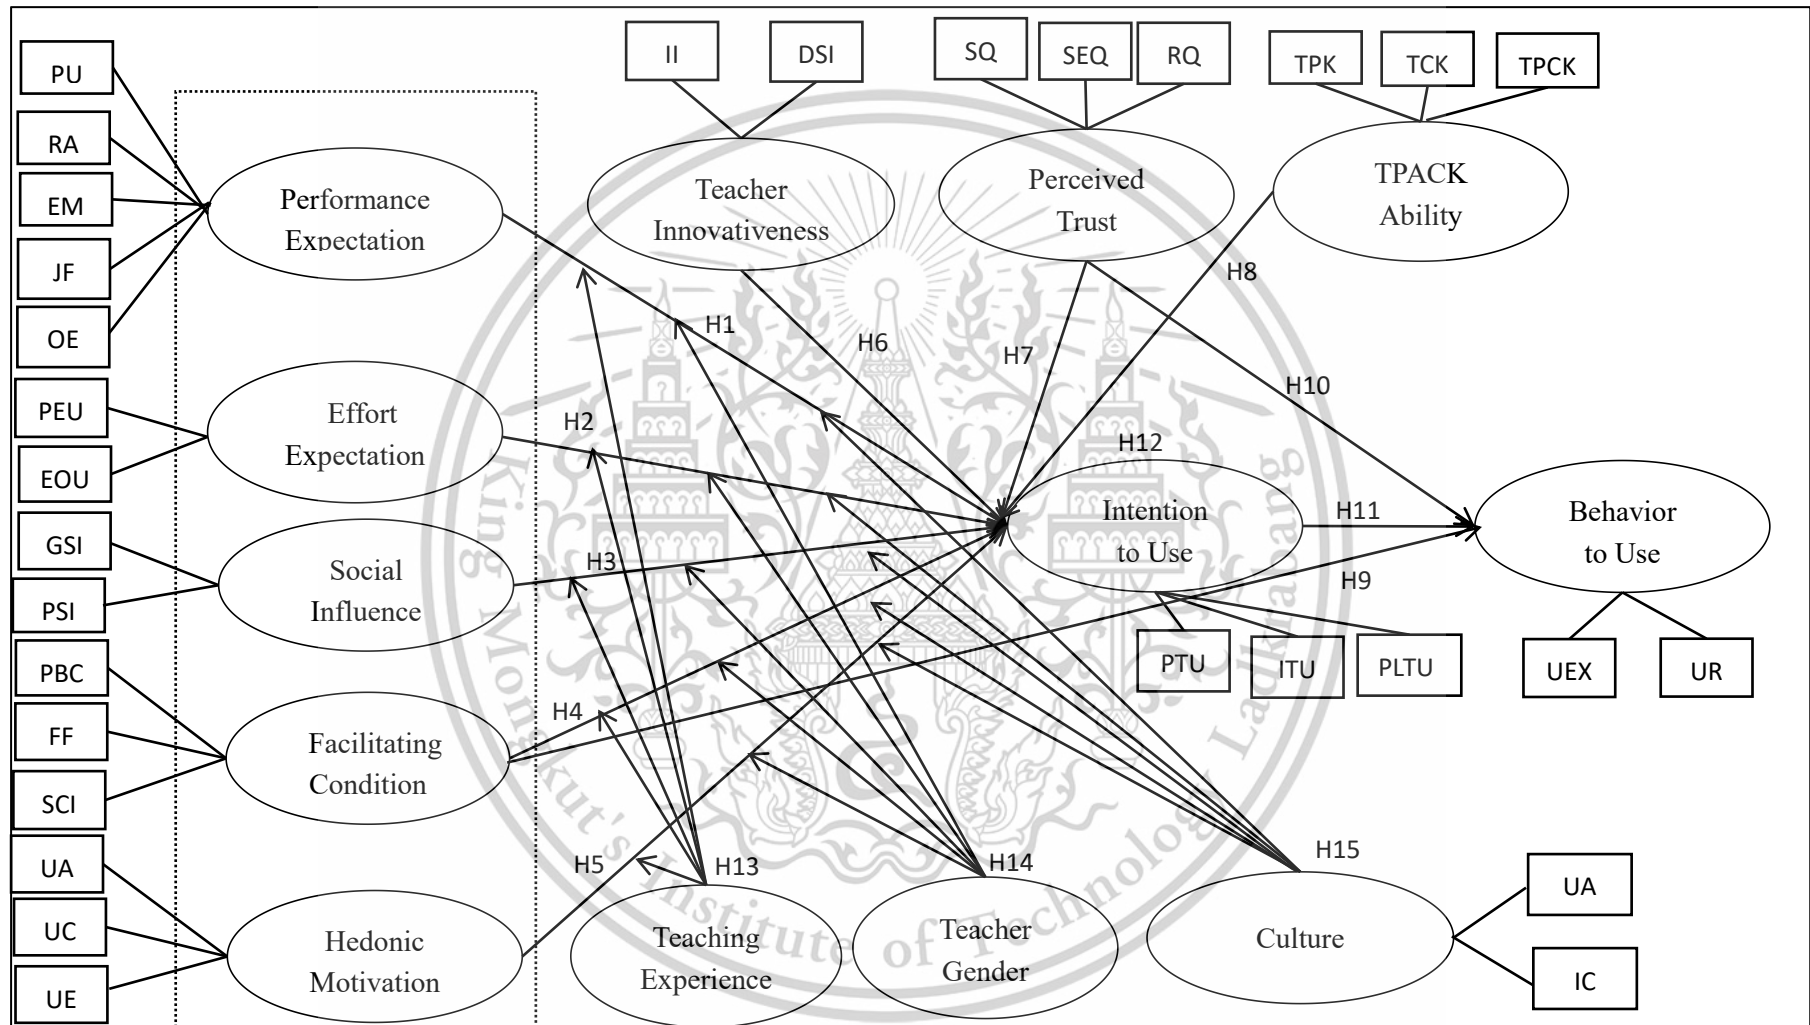 PU
RA
EM
JF
OE
PEU
EOU
GSI
PSI
PBC
FF
SCI
UA
UC
UE
II
DSI
SQ
SEQ
RQ
TPK
TCK
TPCK
Performance
Expectation
Teacher
Innovativeness
Perceived
Trust
TPACK
Ability
Effort
Expectation
Social
Influence
Facilitating
Condition
Hedonic
Motivation
H1
H2
H3
H4
H5
H6
H7
H8
H10
H12
H11
H9
Intention
to Use
Behavior
to Use
PTU
ITU
PLTU
UEX
UR
H13
H14
H15
Teaching
Experience
Teacher
Gender
Culture
UA
IC
King Mongkut's Institute of Technology Ladkrabang